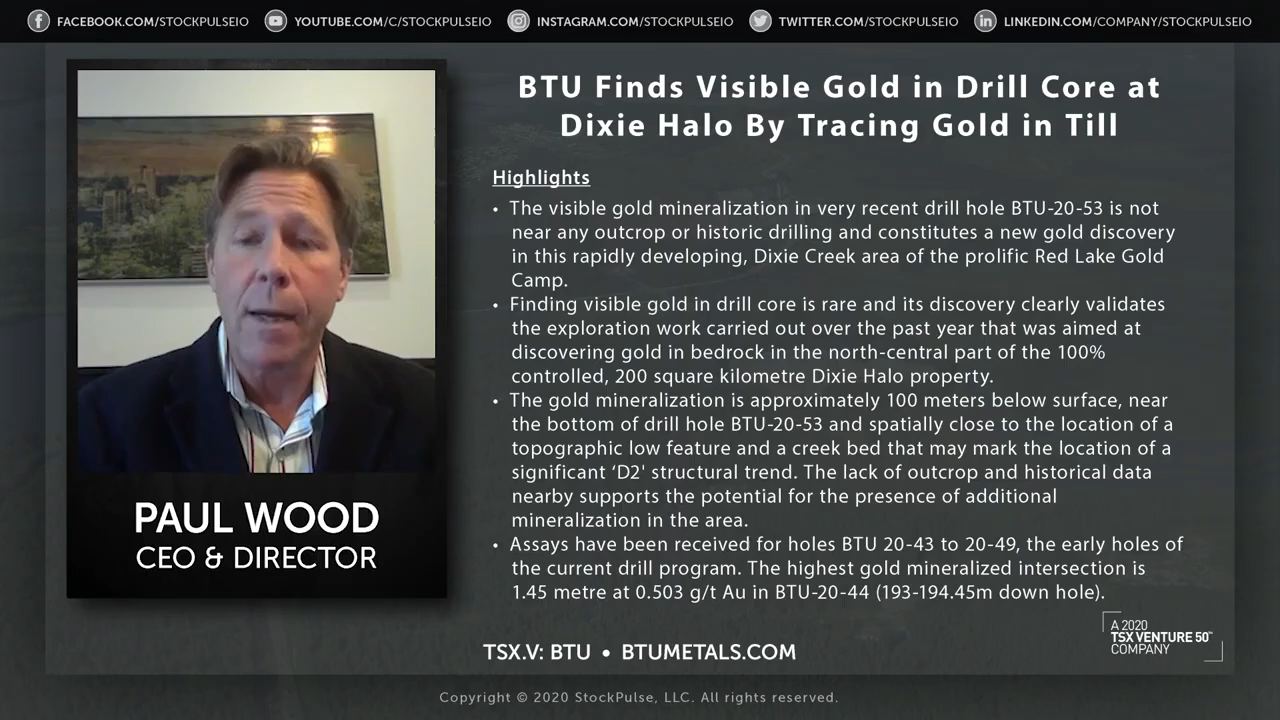 FACEBOOK.COM/STOCKPULSEIO YOUTUBE.COM/C/STOCKPULSEIO INSTAGRAM.COM/STOCKPULSEIO TWITTER.COM/STOCKPULSEIO LINKEDIN.COM/COMPANY/STOCKPULSEIO
BTU Finds Visible Gold in Drill Core at
Dixie Halo By Tracing Gold in Till
Highlights
• The visible gold mineralization in very recent drill hole BTU-20-53 is not
near any outcrop or historic drilling and constitutes a new gold discovery
in this rapidly developing, Dixie Creek area of the prolific Red Lake Gold
Camp.
• Finding visible gold in drill core is rare and its discovery clearly validates
the exploration work carried out over the past year that was aimed at
discovering gold in bedrock in the north-central part of the 100%
controlled, 200 square kilometre Dixie Halo property.
• The gold mineralization is approximately 100 meters below surface, near
the bottom of drill hole BTU-20-53 and spatially close to the location of a
topographic low feature and a creek bed that may mark the location of a
significant ‘D2' structural trend. The lack of outcrop and historical data
nearby supports the potential for the presence of additional
mineralization in the area.
• Assays have been received for holes BTU 20-43 to 20-49, the early holes of
the current drill program. The highest gold mineralized intersection is
1.45 metre at 0.503 g/t Au in BTU-20-44 (193-194.45m down hole).
PAUL WOOD
CEO & DIRECTOR
TSX.V: BTU • BTUMETALS.COM
A 2020
TSX VENTURE 50™
COMPANY
Copyright © 2020 StockPulse, LLC. All rights reserved.